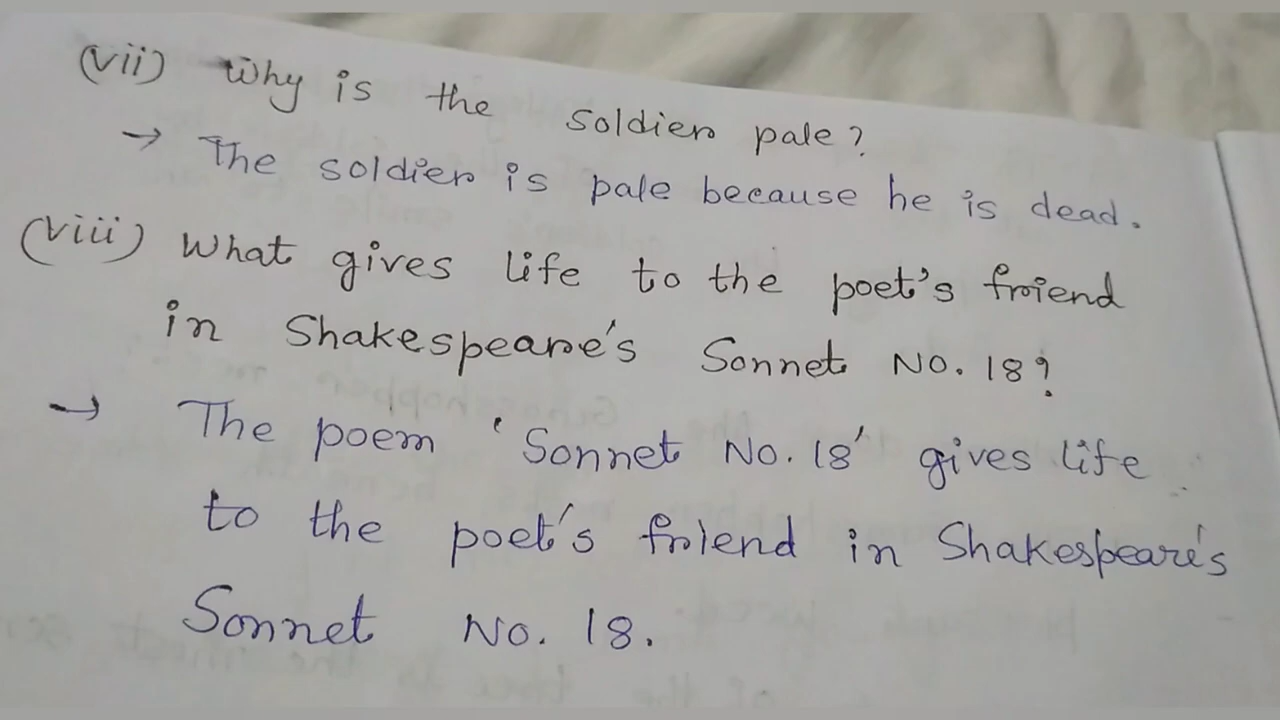 (vii) Why is the soldier pale?
→ The soldier is pale because he is dead.
(viii) What gives life to the poet's friend
in Shakespeare's Sonnet No. 18?
→ The poem 'Sonnet No. 18' gives life
to the poet's friend in Shakespeare's
Sonnet No. 18.